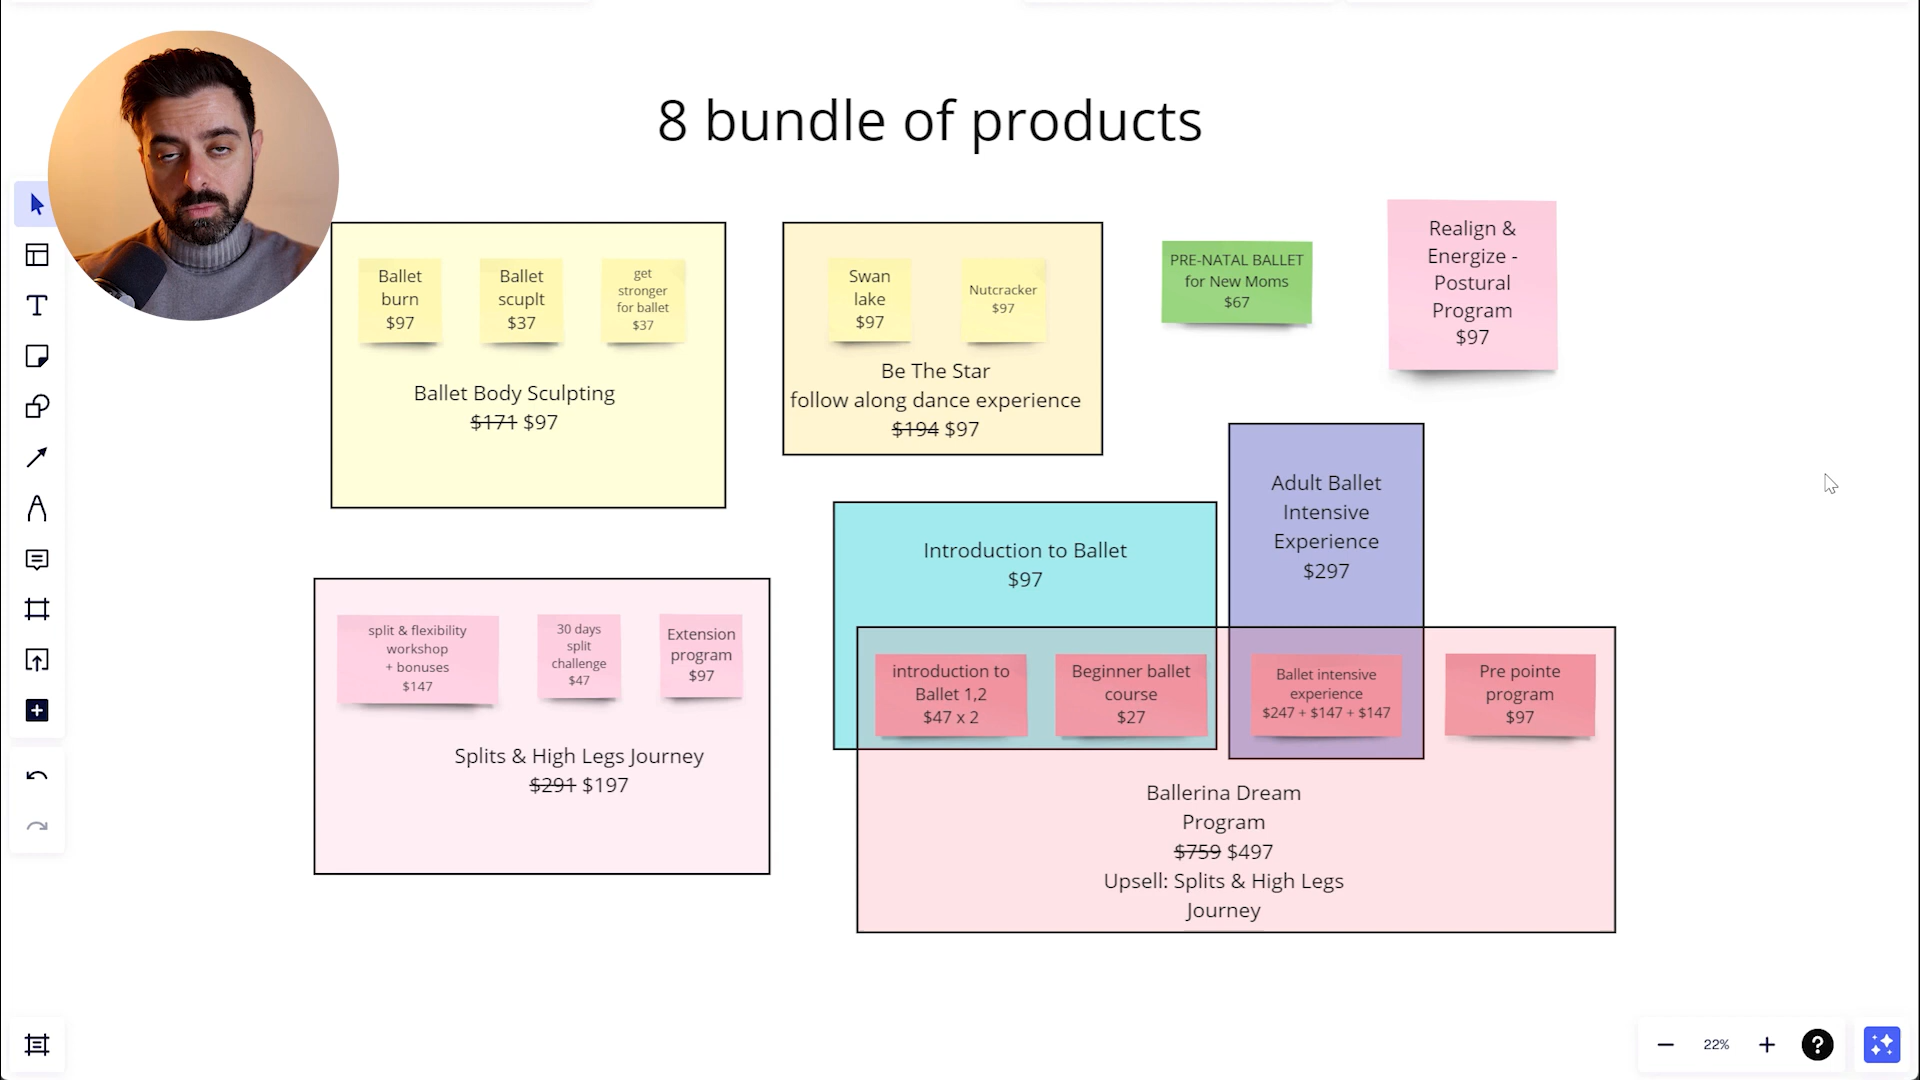 8 bundle of products
Ballet
burn
$97
Ballet
scuplt
$37
get
stronger
for ballet
$37
Ballet Body Sculpting
$171 $97
Swan
lake
$97
Nutcracker
$97
Be The Star
follow along dance experience
$194 $97
PRE-NATAL BALLET
for New Moms
$67
Realign &
Energize -
Postural
Program
$97
split & flexibility
workshop
+ bonuses
$147
30 days
split
challenge
$47
Extension
program
$97
Splits & High Legs Journey
$291 $197
Introduction to Ballet
$97
Adult Ballet
Intensive
Experience
$297
introduction to
Ballet 1,2
$47 x 2
Beginner ballet
course
$27
Ballet intensive
experience
$247 + $147 + $147
Pre pointe
program
$97
Ballerina Dream
Program
$759 $497
Upsell: Splits & High Legs
Journey
22%